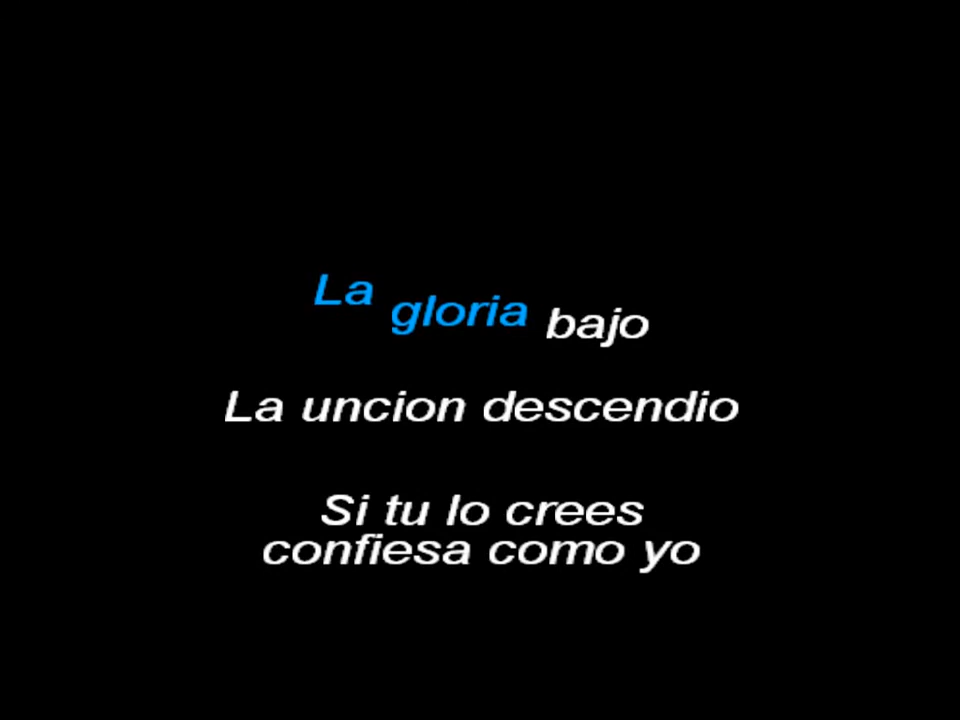 La gloria bajo
La uncion descendio
Si tu lo crees
confiesa como yo